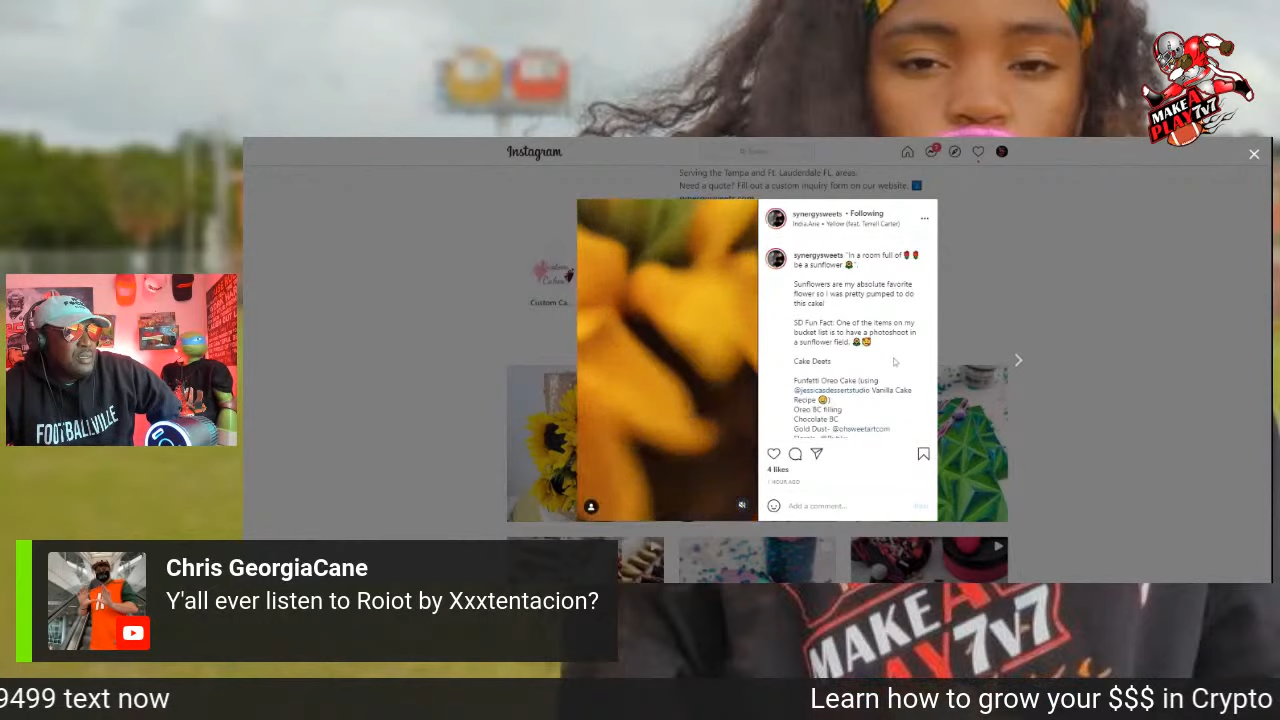 MAKE A
PLAY 7v7
Instagram
Serving the Tampa and Ft. Lauderdale FL, areas.
Need a quote? Fill out a custom inquiry form on our website.
synergysweets • Following
India.Arie • Yellow (feat. Terrell Carter)
synergysweets "In a room full of 🌹🌹
be a sunflower 🌻".
Sunflowers are my absolute favorite
flower so I was pretty pumped to do
this cake!
SD Fun Fact: One of the items on my
bucket list is to have a photoshoot in
a sunflower field. 🌻🥰
Cake Deets
Funfetti Oreo Cake (using
@jessicasdessertstudio Vanilla Cake
Recipe 😄)
Oreo BC filling
Chocolate BC
Gold Dust- @ohsweetartcom
Custom Ca...
4 likes
1 HOUR AGO
Add a comment...
Chris GeorgiaCane
Y'all ever listen to Roiot by Xxxtentacion?
MAKE A
PLAY 7v7
9499 text now
Learn how to grow your $$$ in Crypto